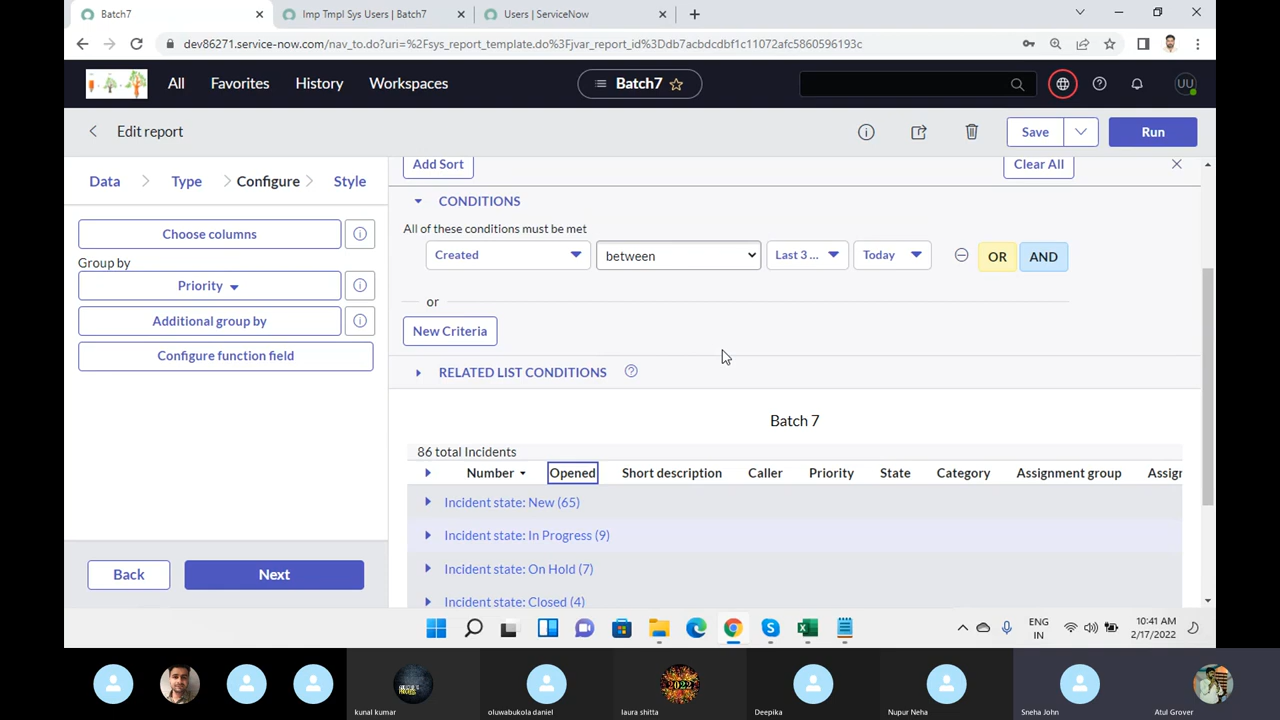 Batch7
Imp Tmpl Sys Users | Batch7
Users | ServiceNow
dev86271.service-now.com/nav_to.do?uri=%2Fsys_report_template.do%3Fjvar_report_id%3Ddb7acbdcdbf1c11072afc5860596193c
All
Favorites
History
Workspaces
Batch7
UU
Edit report
Save
Run
Data
Type
Configure
Style
Add Sort
Clear All
Choose columns
Group by
Priority
Additional group by
Configure function field
Back
Next
CONDITIONS
All of these conditions must be met
Created
between
Last 3 ...
Today
OR
AND
or
New Criteria
RELATED LIST CONDITIONS
Batch 7
86 total Incidents
Number Opened Short description Caller Priority State Category Assignment group Assig
Incident state: New (65)
Incident state: In Progress (9)
Incident state: On Hold (7)
Incident state: Closed (4)
ENG
IN
10:41 AM
2/17/2022
kunal kumar
oluwabukola daniel
laura shitta
Deepika
Nupur Neha
Sneha John
Atul Grover